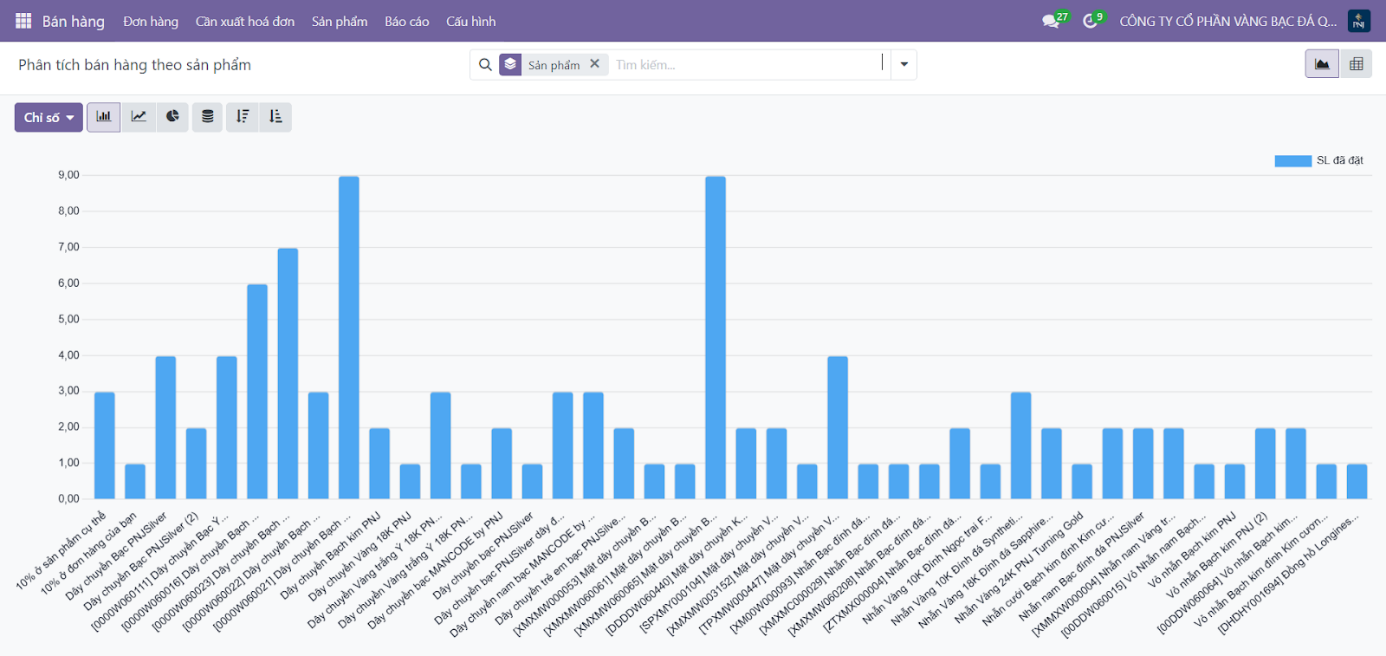 Bán hàng Đơn hàng Cần xuất hoá đơn Sản phẩm Báo cáo Cấu hình 27 9 CÔNG TY CỔ PHẦN VÀNG BẠC ĐÁ Q... PNJ
Phân tích bán hàng theo sản phẩm Sản phẩm Tìm kiếm...
Chỉ số
SL đã đặt
9,00
8,00
7,00
6,00
5,00
4,00
3,00
2,00
1,00
0,00
10% ở sản phẩm cụ thể
10% ở đơn hàng của bạn
Dây chuyền Bạc PNJSilver
Dây chuyền Bạc PNJSilver (2)
[0000W060111] Dây chuyền Bạc Ý...
[0000W060016] Dây chuyền Bạch ...
[0000W060023] Dây chuyền Bạch ...
[0000W060022] Dây chuyền Bạch ...
[0000W060021] Dây chuyền Bạch ...
Dây chuyền Bạch kim PNJ
Dây chuyền Vàng 18K PNJ
Dây chuyền Vàng trắng Ý 18K PN...
Dây chuyền Vàng trắng Ý 18K PN...
Dây chuyền bạc MANCODE by PNJ
Dây chuyền bạc PNJSilver
Dây chuyền bạc PNJSilver dây đ...
Dây chuyền nam bạc MANCODE by ...
Dây chuyền trẻ em bạc PNJSilve...
[XMXMW000053] Mặt dây chuyền B...
[XMXMW060061] Mặt dây chuyền B...
[XMXMW060065] Mặt dây chuyền B...
[DDDDW060440] Mặt dây chuyền K...
[SPXMY000104] Mặt dây chuyền V...
[XMXMW003152] Mặt dây chuyền V...
[TPXMW000447] Mặt dây chuyền V...
[XM00W000093] Nhẫn Bạc đính đá...
[XMXMC000029] Nhẫn Bạc đính đá...
[XMXMW060208] Nhẫn Bạc đính đá...
[ZTXMX000004] Nhẫn Bạc đính đá...
Nhẫn Vàng 10K Đính Ngọc trai F...
Nhẫn Vàng 10K Đính đá Syntheti...
Nhẫn Vàng 18K Đính đá Sapphire...
Nhẫn Vàng 24K PNJ Turning Gold
Nhẫn cưới Bạch kim đính Kim cư...
Nhẫn nam Bạc đính đá PNJSilver
[XMMXW000004] Nhẫn nam Vàng tr...
[00DDW060015] Vỏ Nhẫn nam Bạch...
Vỏ nhẫn Bạch kim PNJ
Vỏ nhẫn Bạch kim PNJ (2)
[00DDW060064] Vỏ nhẫn Bạch kim...
Vỏ nhẫn Bạch kim đính Kim cươn...
[DHDHY001694] Đồng hồ Longines...